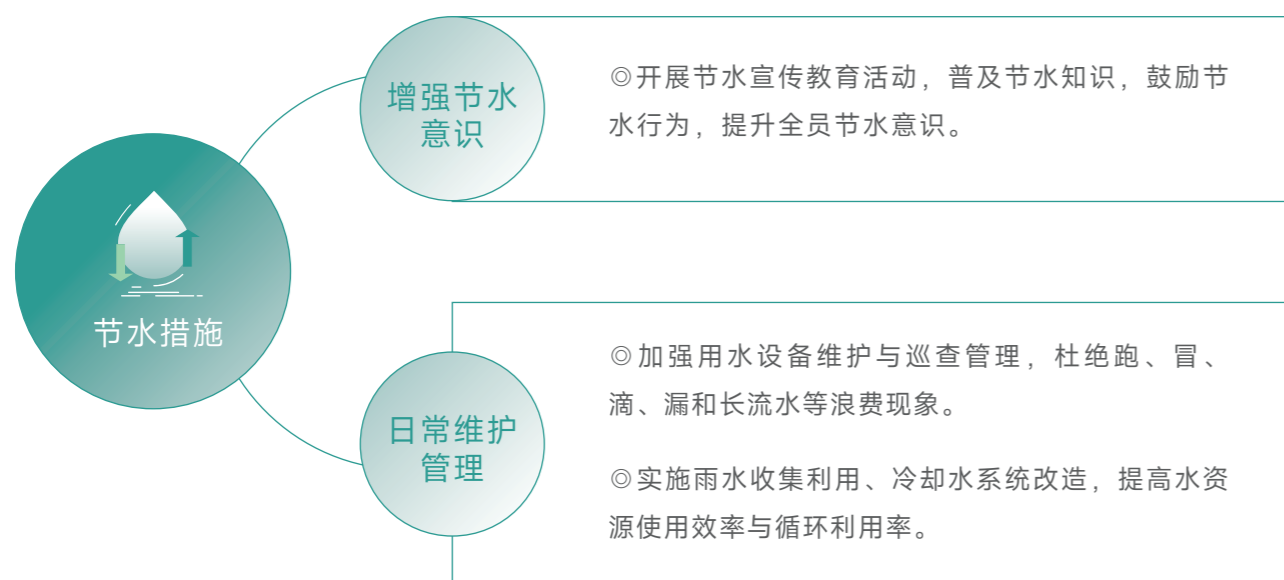 节水措施
增强节水
意识
◎开展节水宣传教育活动，普及节水知识，鼓励节
水行为，提升全员节水意识。
日常维护
管理
◎加强用水设备维护与巡查管理，杜绝跑、冒、
滴、漏和长流水等浪费现象。
◎实施雨水收集利用、冷却水系统改造，提高水资
源使用效率与循环利用率。